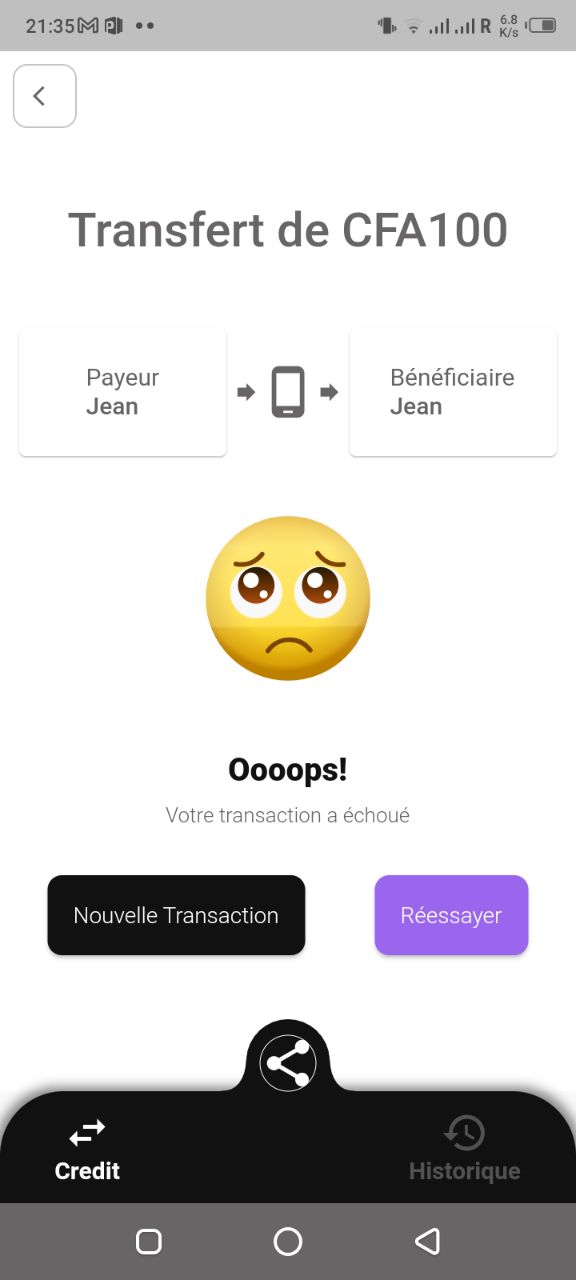 21:35
R
6.8
K/s
Transfert de CFA100
Payeur
Jean
Bénéficiaire
Jean
Oooops!
Votre transaction a échoué
Nouvelle Transaction
Réessayer
Credit
Historique